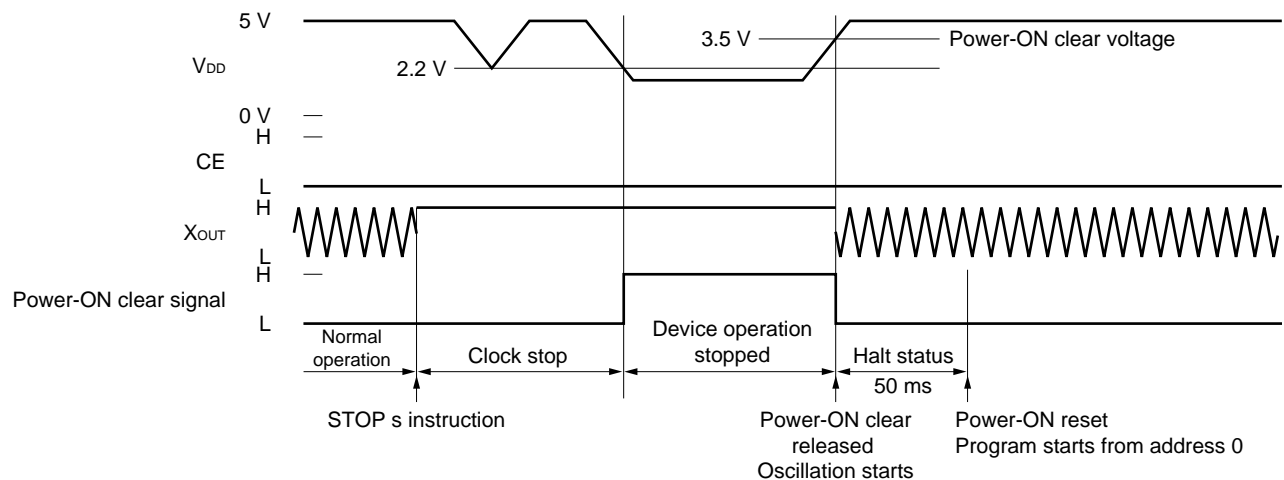 5 V
3.5 V
Power-ON clear voltage
VDD
2.2 V
0 V
H
CE
L
H
XOUT
L
H
Power-ON clear signal
L
Normal
operation
Clock stop
Device operation
stopped
Halt status
50 ms
STOP s instruction
Power-ON clear
released
Oscillation starts
Power-ON reset
Program starts from address 0